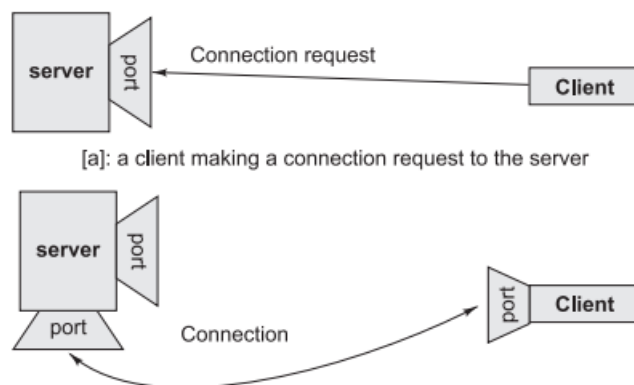 server
port
Connection request
Client
[a]: a client making a connection request to the server
server
port
port
Connection
port
Client